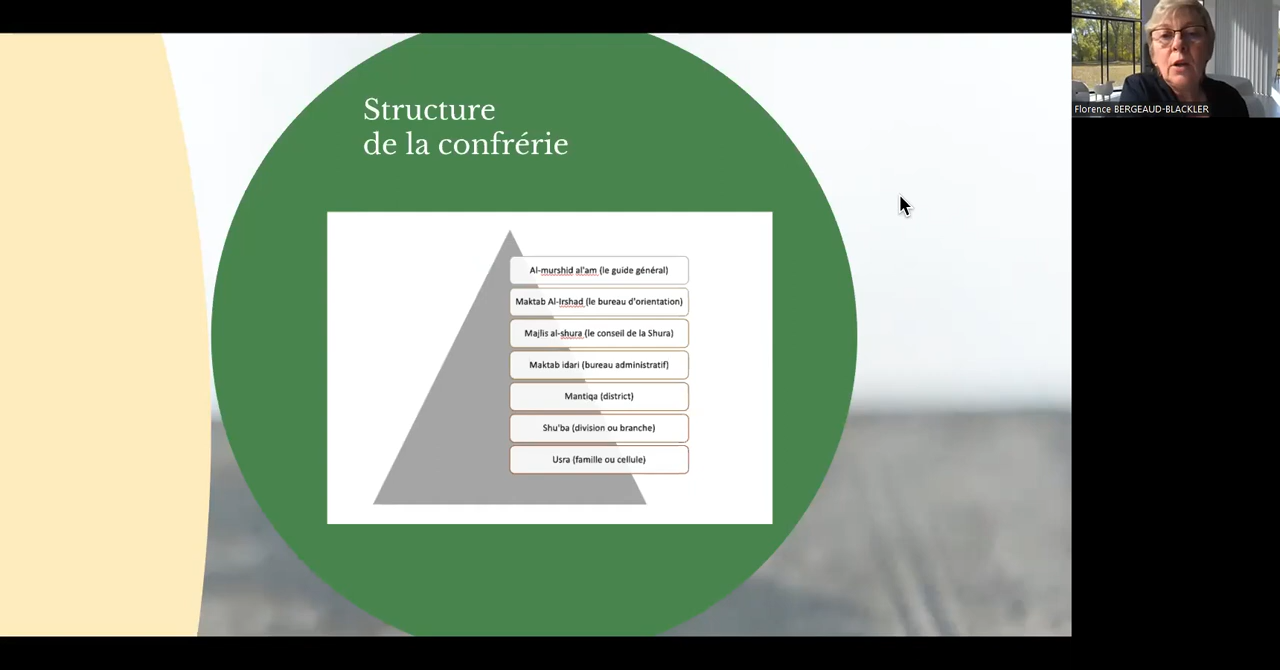 Structure
de la confrérie
Al-murshid al'am (le guide général)
Maktab Al-Irshad (le bureau d'orientation)
Majlis al-shura (le conseil de la Shura)
Maktab idari (bureau administratif)
Mantiqa (district)
Shu'ba (division ou branche)
Usra (famille ou cellule)
Florence BERGEAUD-BLACKLER